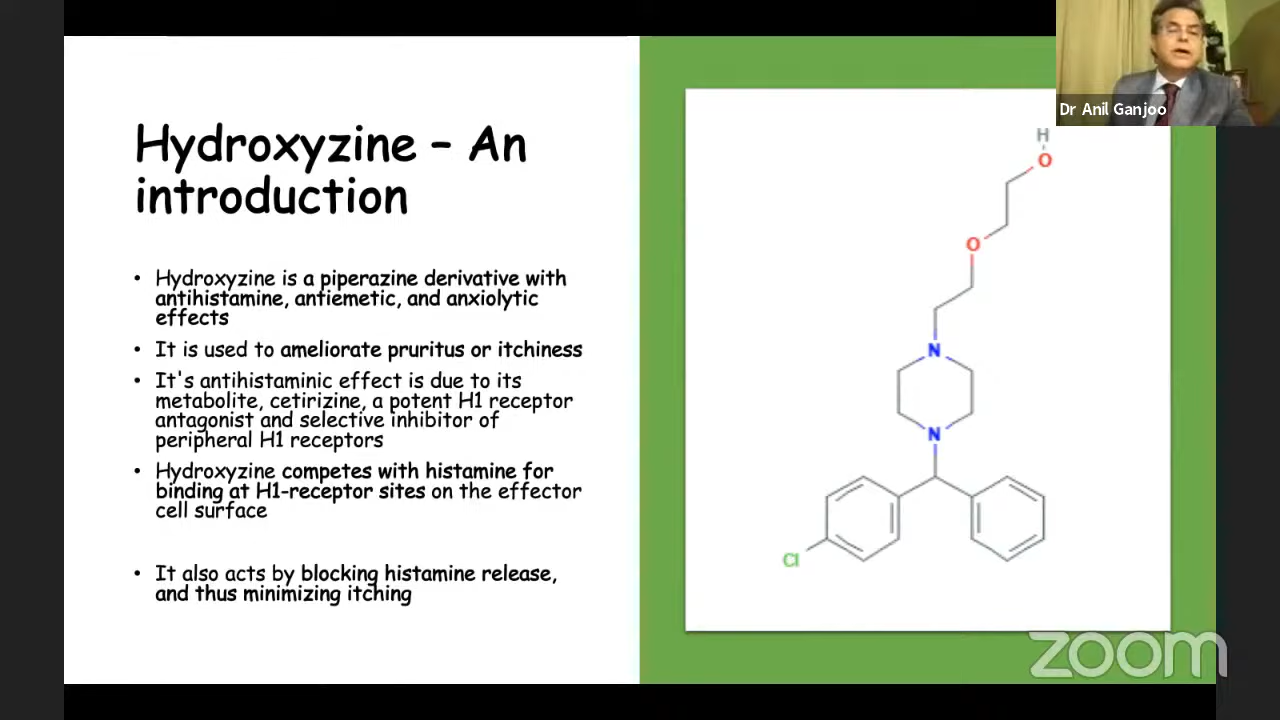 Dr Anil Ganjoo
Hydroxyzine – An
introduction
• Hydroxyzine is a piperazine derivative with
antihistamine, antiemetic, and anxiolytic
effects
• It is used to ameliorate pruritus or itchiness
• It's antihistaminic effect is due to its
metabolite, cetirizine, a potent H1 receptor
antagonist and selective inhibitor of
peripheral H1 receptors
• Hydroxyzine competes with histamine for
binding at H1-receptor sites on the effector
cell surface
• It also acts by blocking histamine release,
and thus minimizing itching
H
O
O
N
N
Cl
zoom